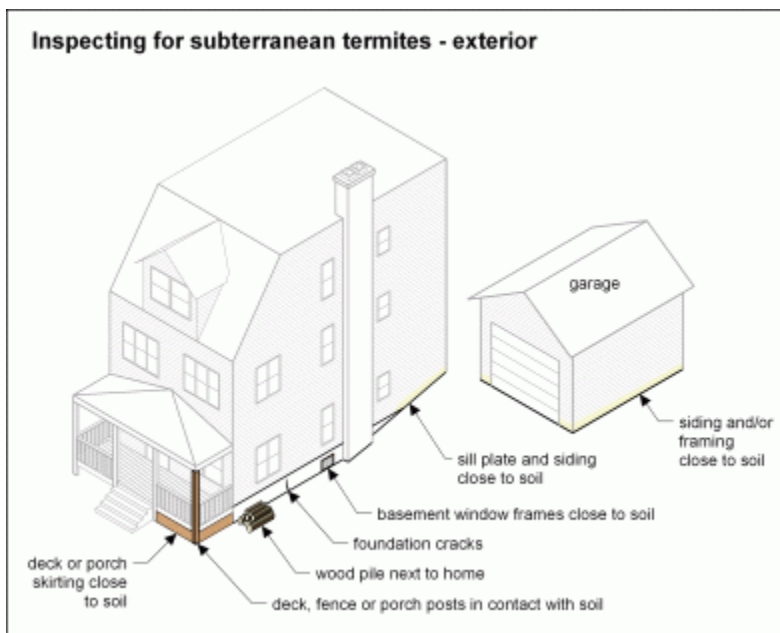 Inspecting for subterranean termites - exterior
garage
siding and/or
framing
close to soil
sill plate and siding
close to soil
basement window frames close to soil
foundation cracks
wood pile next to home
deck or porch
skirting close
to soil
deck, fence or porch posts in contact with soil